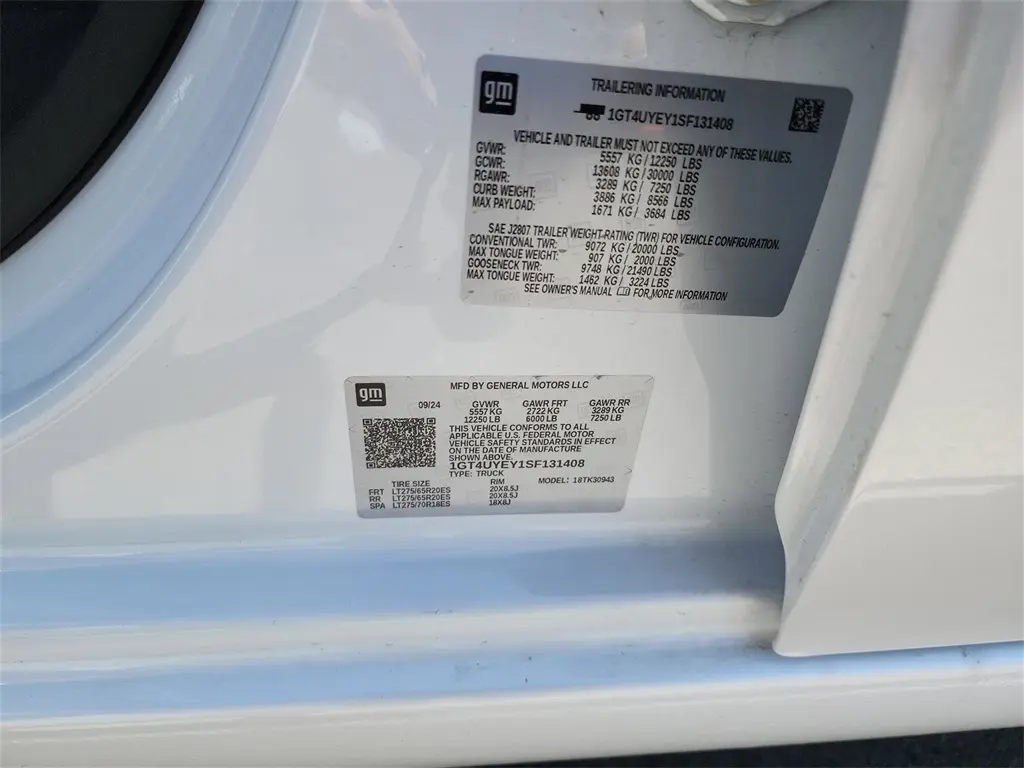 gm
TRAILERING INFORMATION
1GT4UYEY1SF131408
VEHICLE AND TRAILER MUST NOT EXCEED ANY OF THESE VALUES.
GVWR: 5557 KG / 12250 LBS
GCWR: 13608 KG / 30000 LBS
RGAWR: 3289 KG / 7250 LBS
CURB WEIGHT: 3886 KG / 8566 LBS
MAX PAYLOAD: 1671 KG / 3684 LBS
SAE J2807 TRAILER WEIGHT RATING (TWR) FOR VEHICLE CONFIGURATION.
CONVENTIONAL TWR: 9072 KG / 20000 LBS
MAX TONGUE WEIGHT: 907 KG / 2000 LBS
GOOSENECK TWR: 9748 KG / 21490 LBS
MAX TONGUE WEIGHT: 1462 KG / 3224 LBS
SEE OWNER'S MANUAL FOR MORE INFORMATION
gm
MFD BY GENERAL MOTORS LLC
09/24 GVWR GAWR FRT GAWR RR
5557 KG 2722 KG 3289 KG
12250 LB 6000 LB 7250 LB
THIS VEHICLE CONFORMS TO ALL
APPLICABLE U.S. FEDERAL MOTOR
VEHICLE SAFETY STANDARDS IN EFFECT
ON THE DATE OF MANUFACTURE
SHOWN ABOVE.
1GT4UYEY1SF131408
TYPE: TRUCK MODEL: 18TK30943
TIRE SIZE RIM
FRT LT275/65R20ES 20X8.5J
RR LT275/65R20ES 20X8.5J
SPA LT275/70R18ES 18X8J